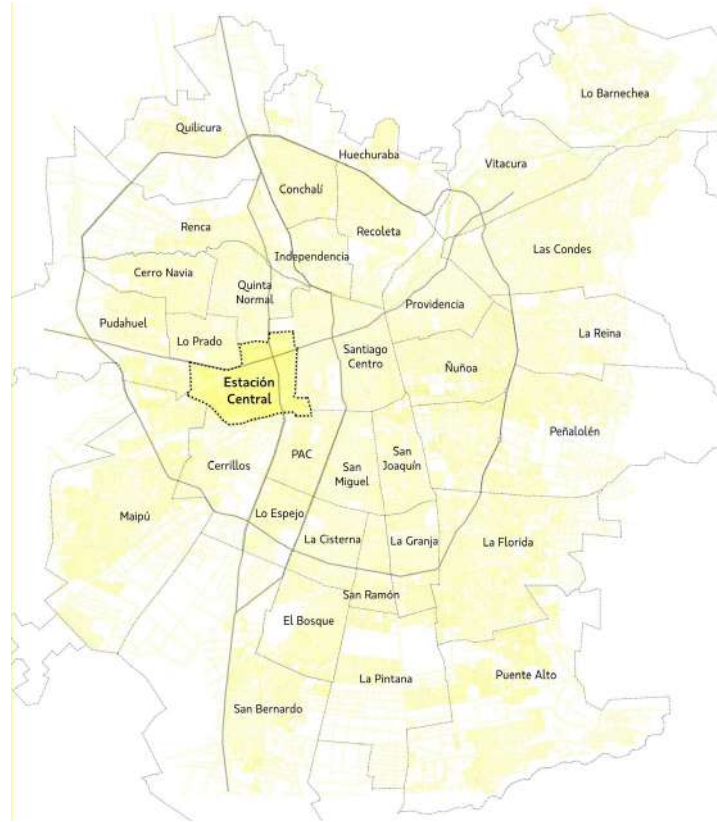 Lo Barnechea
Quilicura
Huechuraba
Vitacura
Conchalí
Renca
Recoleta
Las Condes
Independencia
Cerro Navia
Quinta
Normal
Providencia
Pudahuel
La Reina
Lo Prado
Santiago
Centro
Ñuñoa
Estación
Central
Peñalolén
PAC
San
Joaquín
Cerrillos
San
Miguel
Maipú
Lo Espejo
La Cisterna
La Granja
La Florida
San Ramón
El Bosque
La Pintana
Puente Alto
San Bernardo